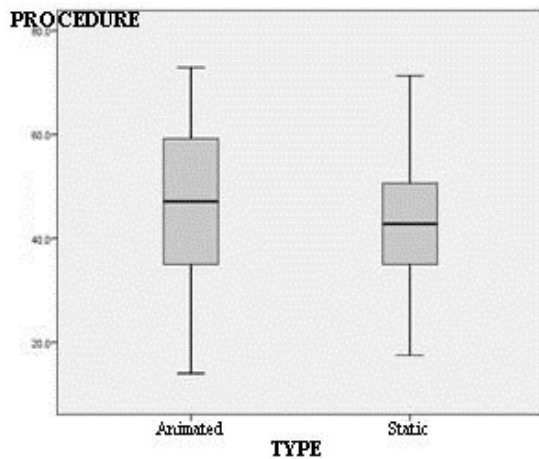 PROCEDURE
80.0
60.0
40.0
20.0
Animated Static
TYPE